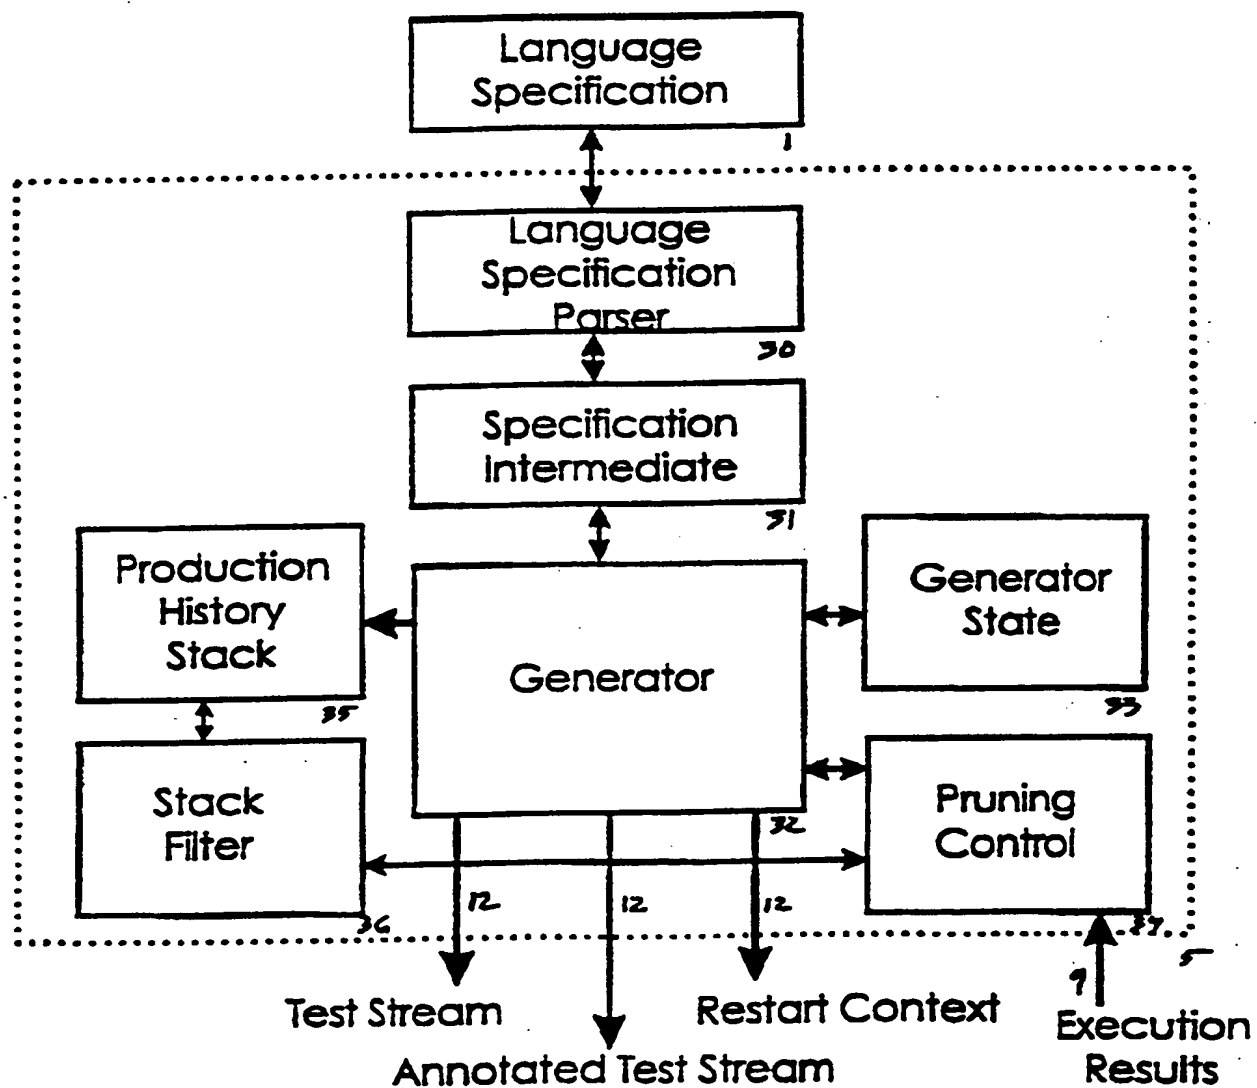 Language
Specification
1
Language
Specification
Parser
30
Specification
Intermediate
31
Production
History
Stack
35
Generator
32
Generator
State
33
Stack
Filter
36
Pruning
Control
37
12
12
12
5
9
Test Stream
Restart Context
Execution
Results
Annotated Test Stream